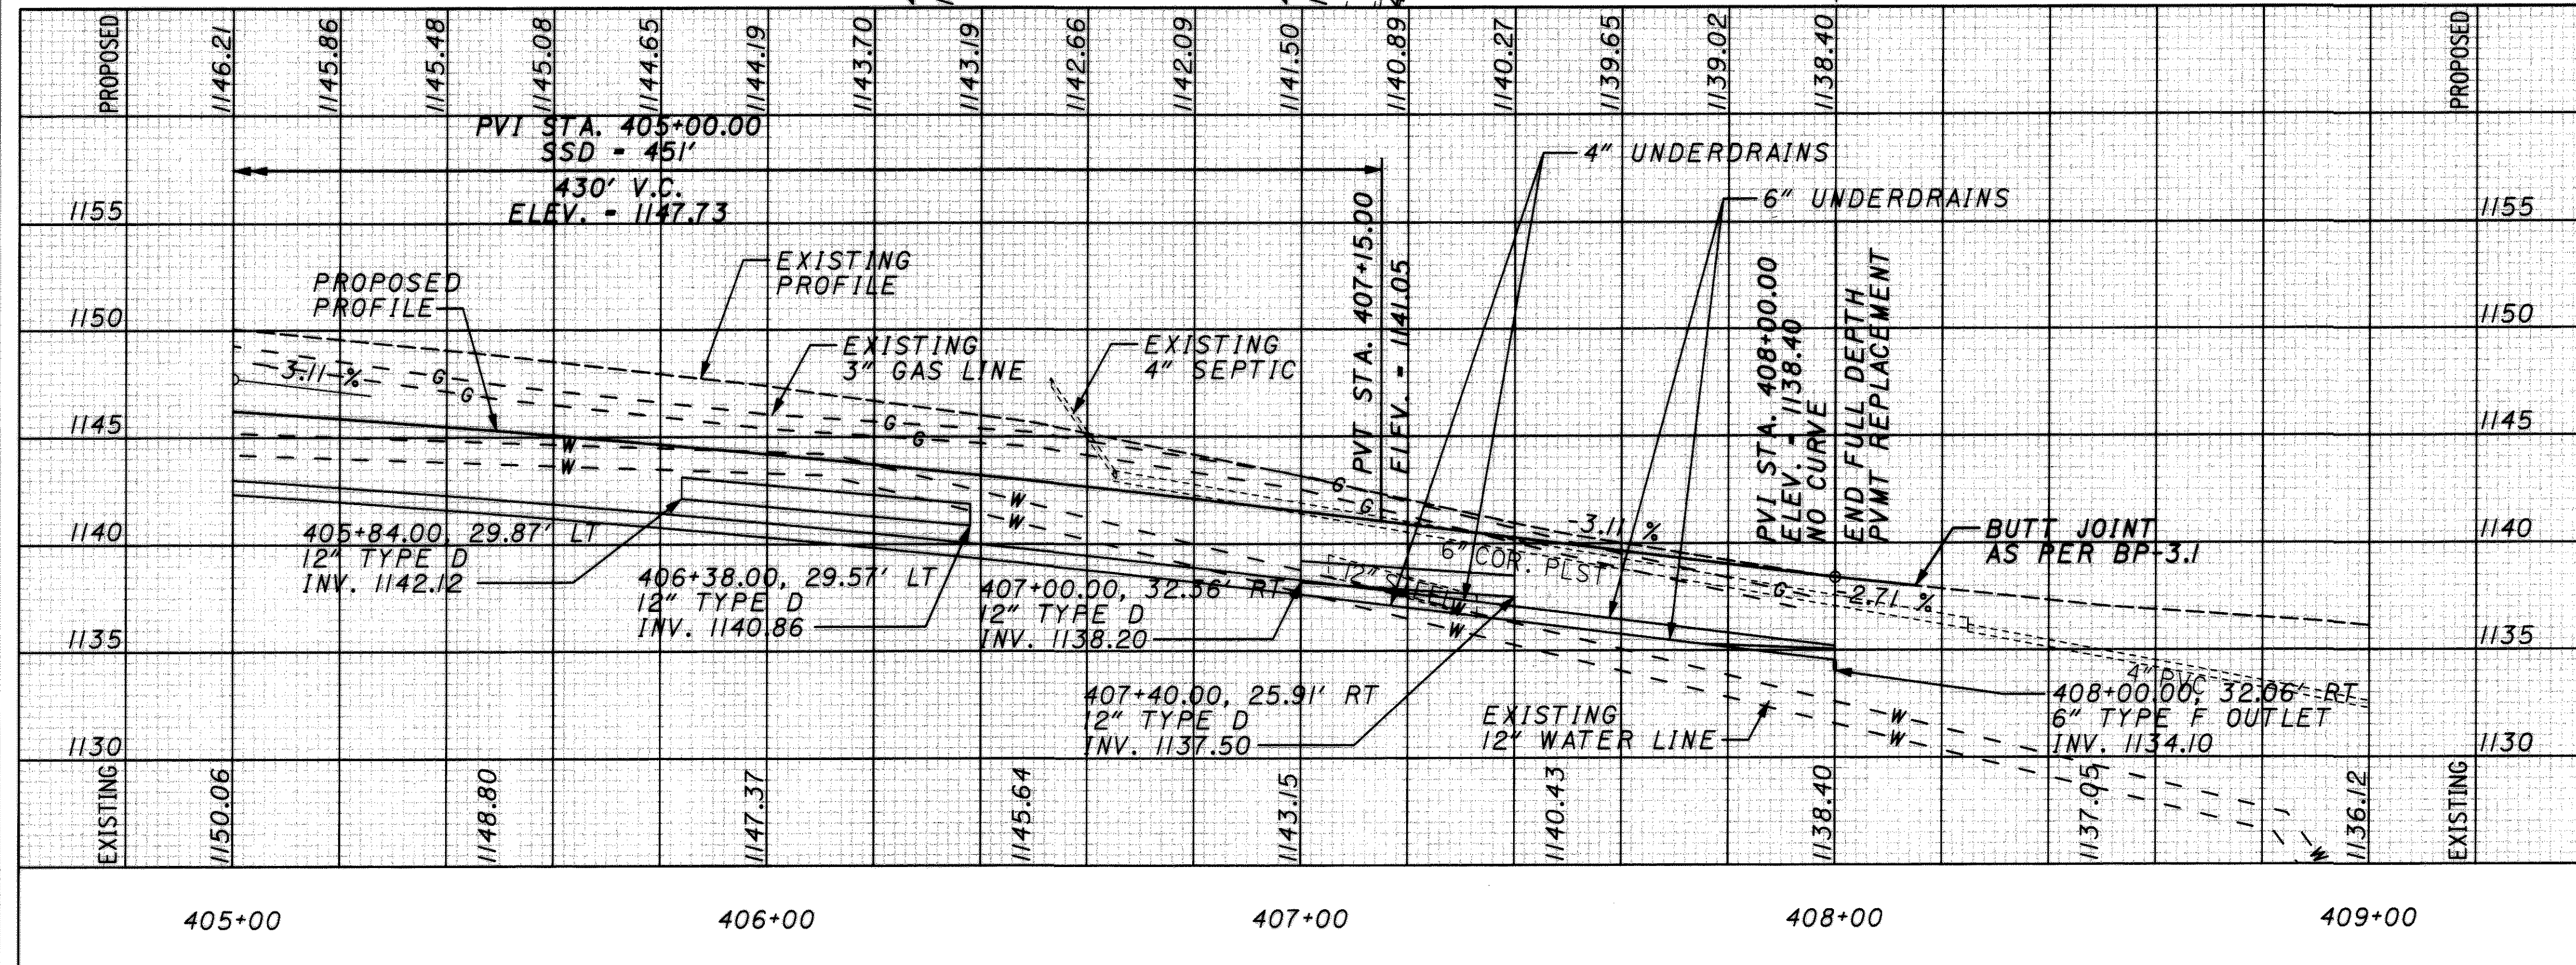 PROPOSED
1146.21
1145.86
1145.48
1145.08
1144.65
1144.19
1143.70
1143.19
1142.66
1142.09
1141.50
1140.89
1140.27
1139.65
1139.02
1138.40
PROPOSED
PVI STA. 405+00.00
SSD = 451'
430' V.C.
ELEV. = 1147.73
4" UNDERDRAINS
6" UNDERDRAINS
1155
1155
PVT STA. 407+15.00
ELEV. = 1141.05
PVI STA. 408+00.00
ELEV. = 1138.40
NO CURVE
END FULL DEPTH
PVMT REPLACEMENT
PROPOSED
PROFILE
EXISTING
PROFILE
1150
1150
EXISTING
3" GAS LINE
EXISTING
4" SEPTIC
-3.11 %
G
G
G
G
1145
1145
W
W
W
W
G
G
-3.11 %
1140
1140
BUTT JOINT
AS PER BP-3.1
405+84.00, 29.87' LT
12" TYPE D
INV. 1142.12
406+38.00, 29.57' LT
12" TYPE D
INV. 1140.86
407+00.00, 32.36' RT
12" TYPE D
INV. 1138.20
6" COR. PLST
12" STEEL
W
W
G
-2.71 %
1135
1135
4" PVC
407+40.00, 25.91' RT
12" TYPE D
INV. 1137.50
EXISTING
12" WATER LINE
W
W
408+00.00, 32.06' RT
6" TYPE F OUTLET
INV. 1134.10
1130
1130
EXISTING
1150.06
1148.80
1147.37
1145.64
1143.15
1140.43
1138.40
1137.05
W
1136.12
EXISTING
405+00
406+00
407+00
408+00
409+00